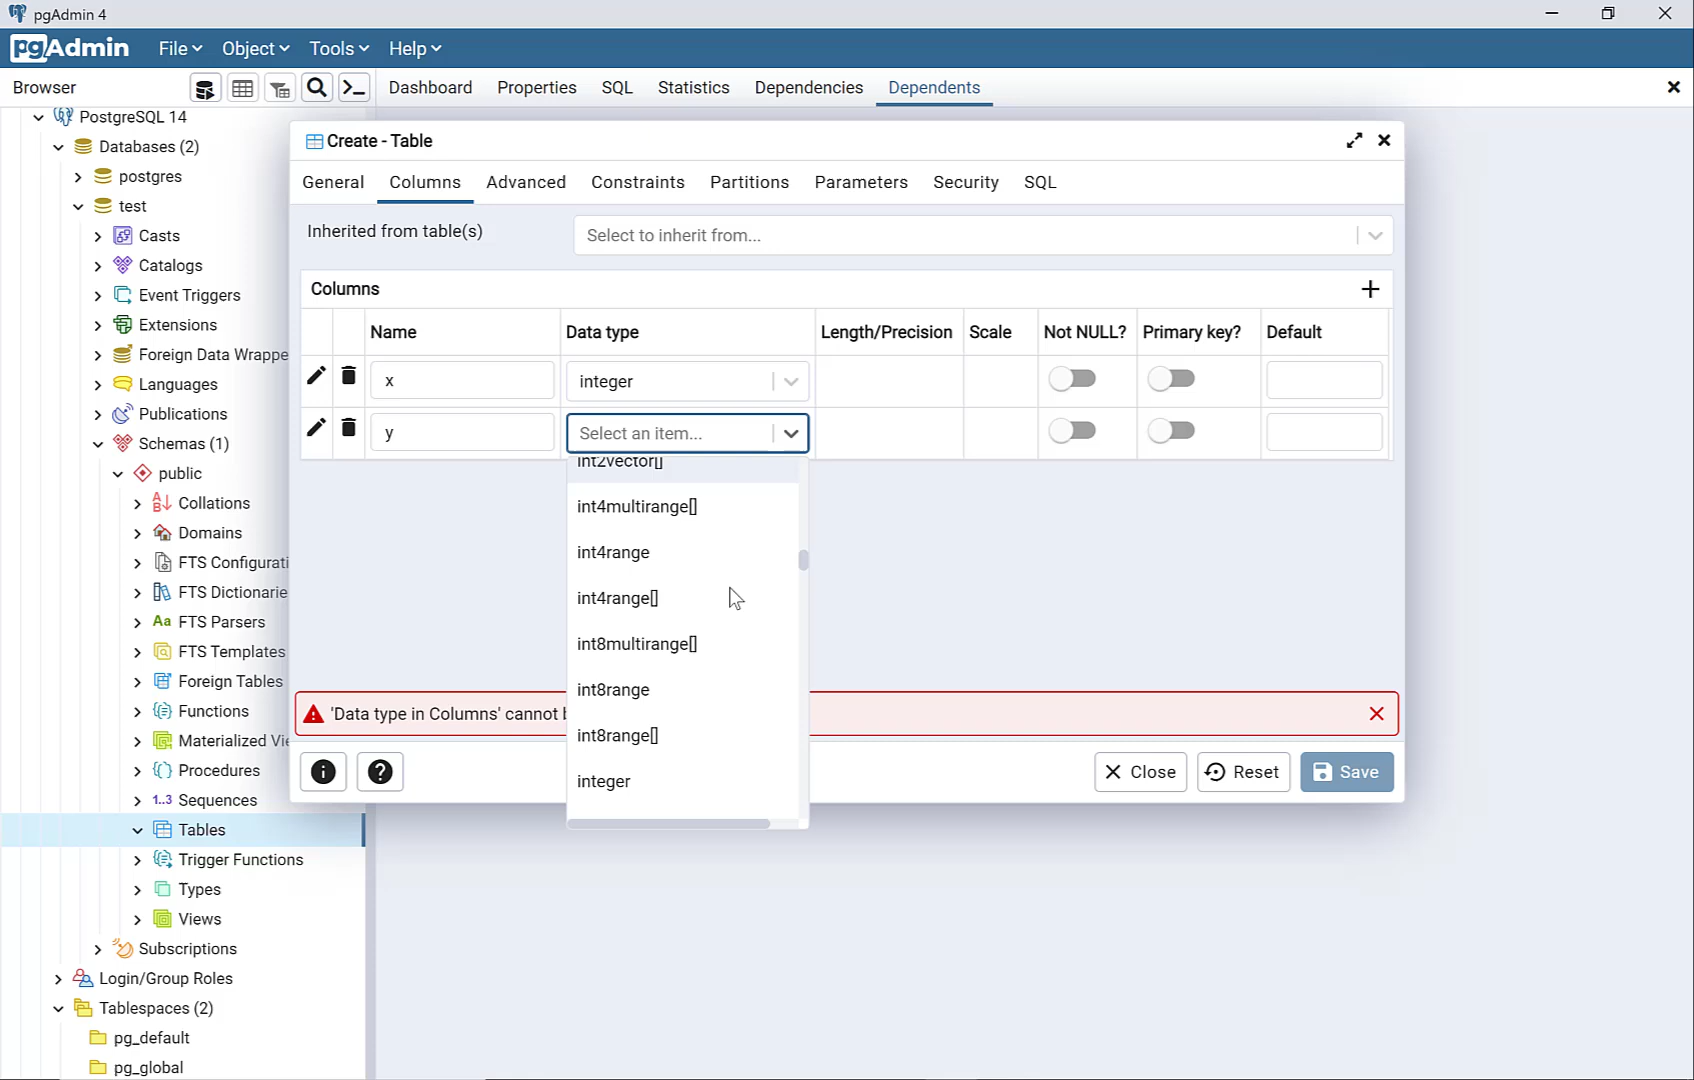 pgAdmin 4
pgAdmin File Object Tools Help
Browser Dashboard Properties SQL Statistics Dependencies Dependents
PostgreSQL 14
Databases (2)
postgres
test
Casts
Catalogs
Event Triggers
Extensions
Foreign Data Wrappe
Languages
Publications
Schemas (1)
public
Collations
Domains
FTS Configurati
FTS Dictionarie
FTS Parsers
FTS Templates
Foreign Tables
Functions
Materialized Vi
Procedures
1..3 Sequences
Tables
Trigger Functions
Types
Views
Subscriptions
Login/Group Roles
Tablespaces (2)
pg_default
pg_global
Create - Table
General Columns Advanced Constraints Partitions Parameters Security SQL
Inherited from table(s) Select to inherit from...
Columns
Name Data type Length/Precision Scale Not NULL? Primary key? Default
x integer
y Select an item...
int2vector[]
int4multirange[]
int4range
int4range[]
int8multirange[]
int8range
int8range[]
integer
'Data type in Columns' cannot
Close Reset Save